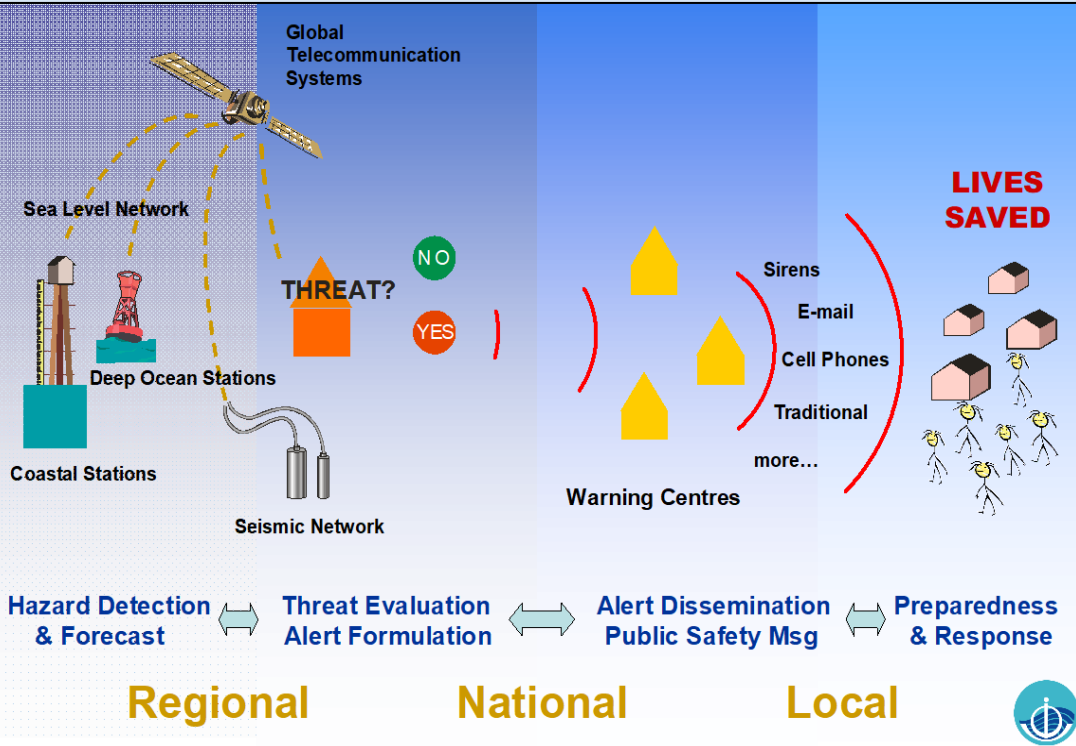 Global
Telecommunication
Systems
Sea Level Network
LIVES
SAVED
NO
THREAT?
YES
Sirens
E-mail
Cell Phones
Traditional
more...
Deep Ocean Stations
Coastal Stations
Seismic Network
Warning Centres
Hazard Detection
& Forecast
Threat Evaluation
Alert Formulation
Alert Dissemination
Public Safety Msg
Preparedness
& Response
Regional
National
Local